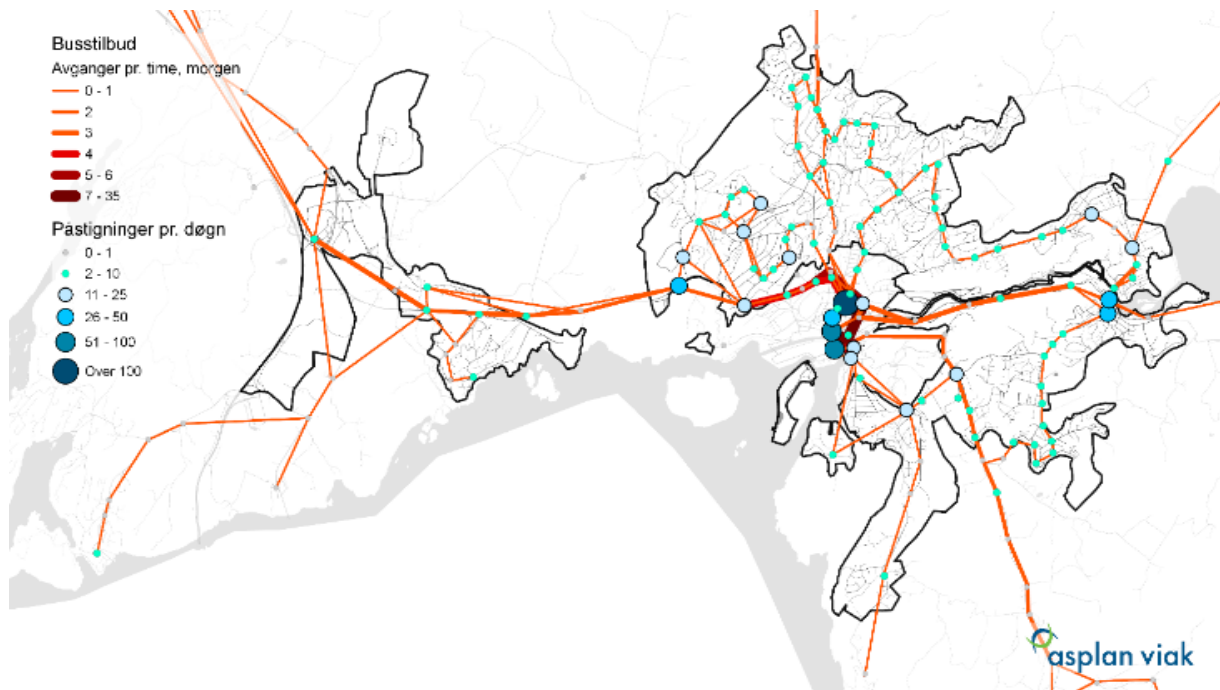 Busstilbud
Avganger pr. time, morgen
0 - 1
2
3
4
5 - 6
7 - 35
Påstigninger pr. døgn
0 - 1
2 - 10
11 - 25
26 - 50
51 - 100
Over 100
asplan viak